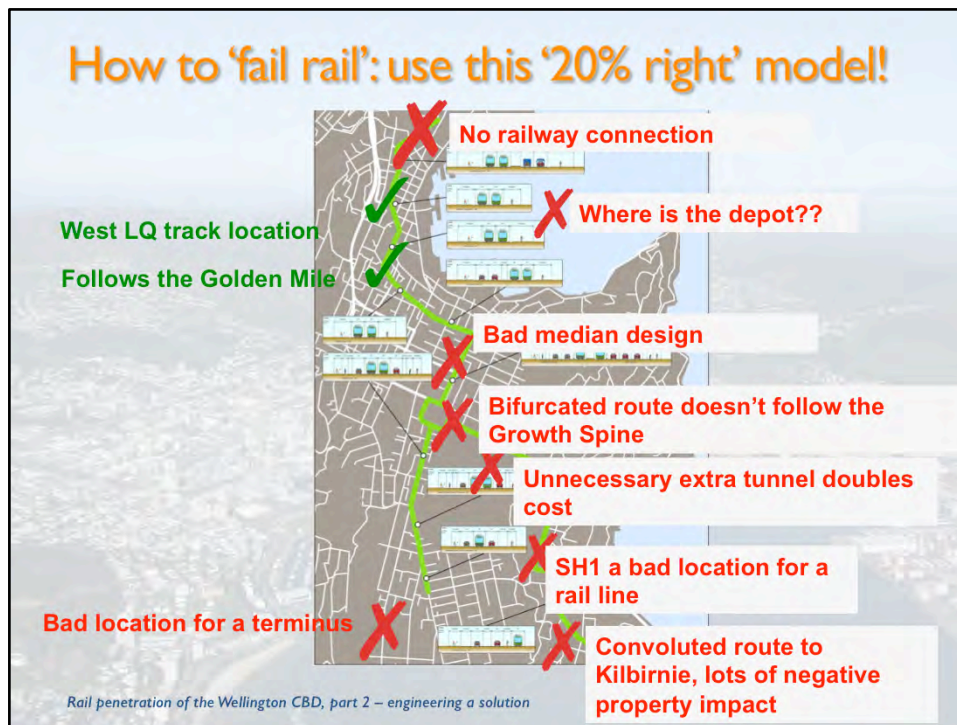 How to ‘fail rail’: use this ‘20% right’ model!
No railway connection
Where is the depot??
West LQ track location
Follows the Golden Mile
Bad median design
Bifurcated route doesn’t follow the
Growth Spine
Unnecessary extra tunnel doubles
cost
SH1 a bad location for a
rail line
Bad location for a terminus
Convoluted route to
Kilbirnie, lots of negative
property impact
Rail penetration of the Wellington CBD, part 2 – engineering a solution